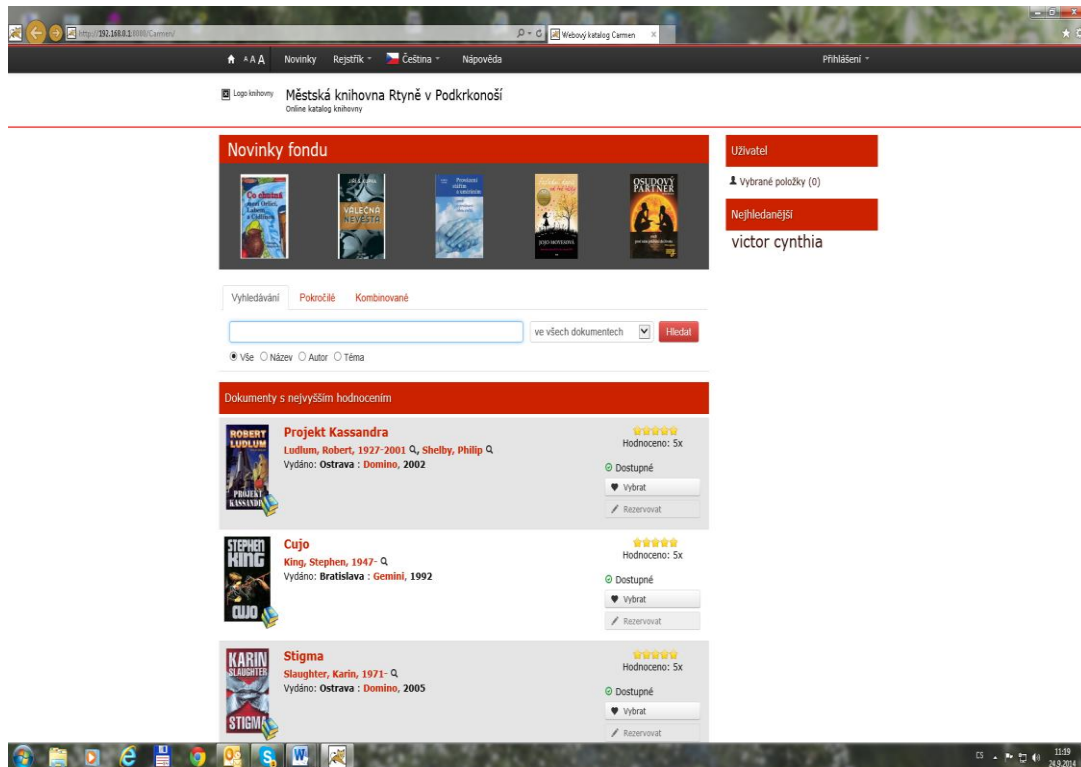 http://192.168.0.1:8080/Carmen/
Webový katalog Carmen
A A A Novinky Rejstřík Čeština Nápověda Přihlášení
Logo knihovny
Městská knihovna Rtyně v Podkrkonoší
Online katalog knihovny
Novinky fondu
Co chutná
VÁLEČNÁ
NEVĚSTA
JOJO MOYESOVÁ
OSUDOVÝ
PARTNER
Uživatel
Vybrané položky (0)
Nejhledanější
victor cynthia
Vyhledávání Pokročilé Kombinované
ve všech dokumentech Hledat
Vše Název Autor Téma
Dokumenty s nejvyšším hodnocením
ROBERT
LUDLUM
PROJEKT
KASSANDRA
Projekt Kassandra
Ludlum, Robert, 1927-2001 , Shelby, Philip
Vydáno: Ostrava : Domino, 2002
Hodnoceno: 5x
Dostupné
Vybrat
Rezervovat
STEPHEN
KING
CUJO
Cujo
King, Stephen, 1947-
Vydáno: Bratislava : Gemini, 1992
Hodnoceno: 5x
Dostupné
Vybrat
Rezervovat
KARIN
SLAUGHTER
STIGMA
Stigma
Slaughter, Karin, 1971-
Vydáno: Ostrava : Domino, 2005
Hodnoceno: 5x
Dostupné
Vybrat
Rezervovat
CS
11:19
24.9.2014